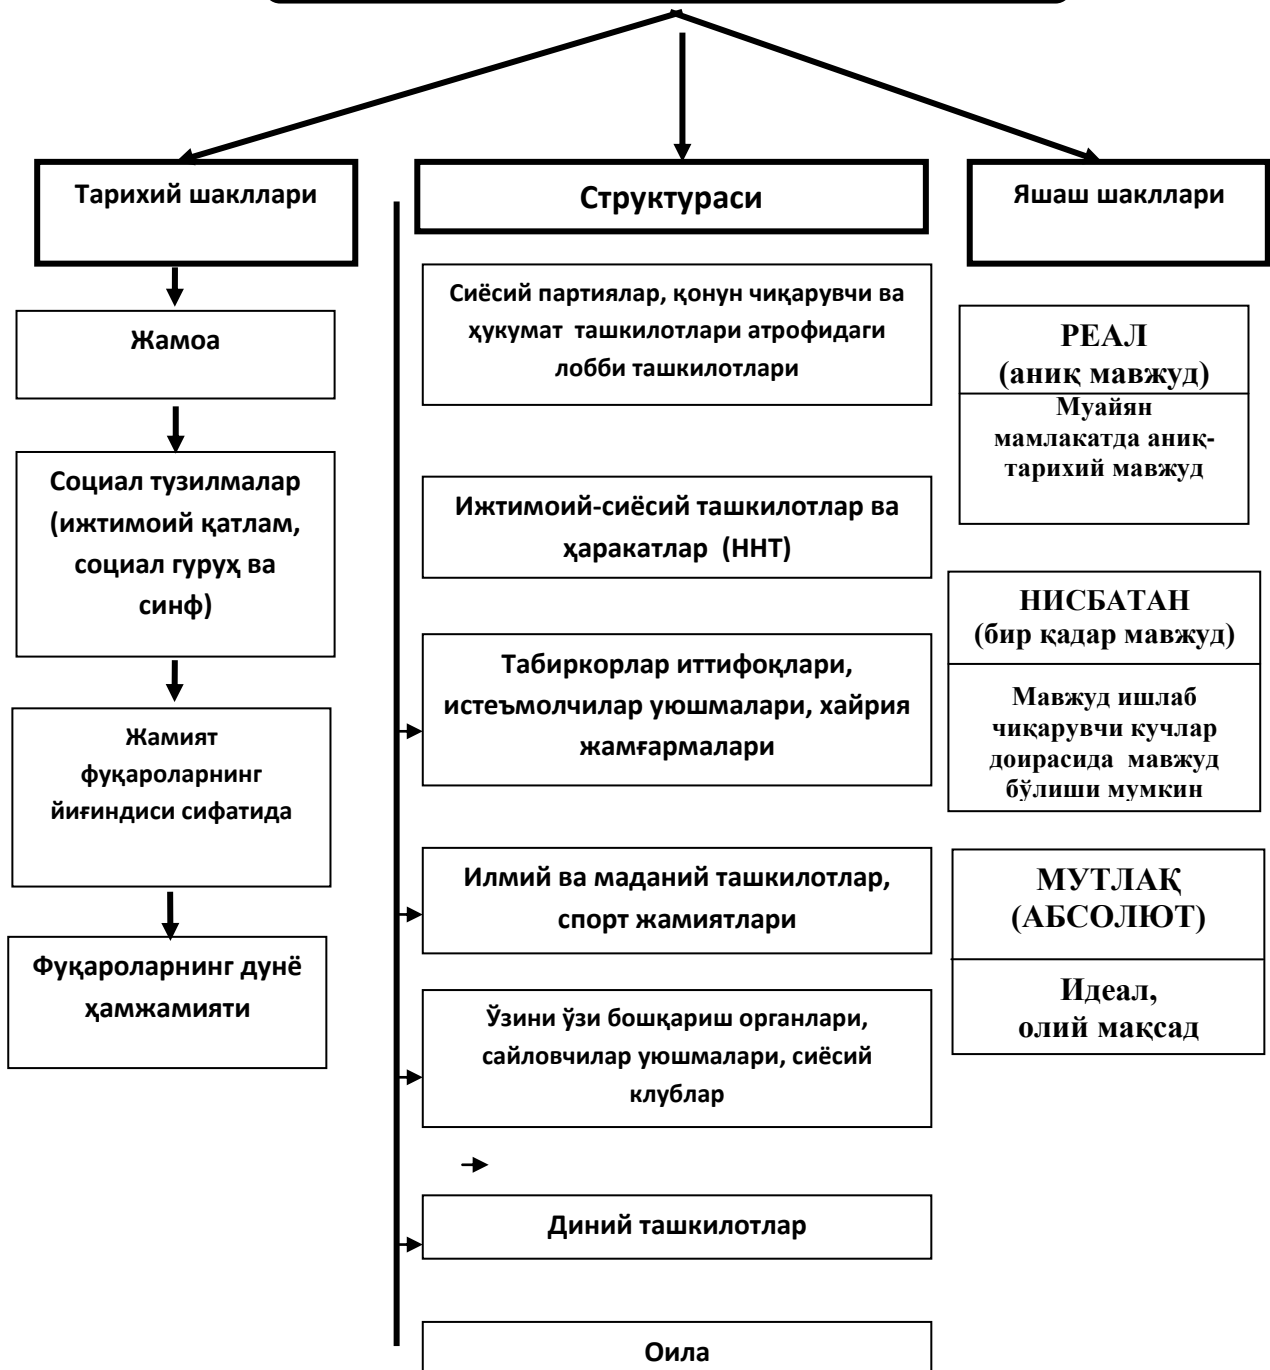 Тарихий шакллари
Жамоа
Социал тузилмалар
(ижтимоий қатлам,
социал гуруҳ ва
синф)
Жамият
фуқароларнинг
йиғиндиси сифатида
Фуқароларнинг дунё
ҳамжамияти
Структураси
Сиёсий партиялар, қонун чиқарувчи ва
ҳукумат ташкилотлари атрофидаги
лобби ташкилотлари
Ижтимоий-сиёсий ташкилотлар ва
ҳаракатлар (ННТ)
Табиркорлар иттифоқлари,
истеъмолчилар уюшмалари, хайрия
жамғармалари
Илмий ва маданий ташкилотлар,
спорт жамиятлари
Ўзини ўзи бошқариш органлари,
сайловчилар уюшмалари, сиёсий
клублар
Диний ташкилотлар
Оила
Яшаш шакллари
РЕАЛ
(аниқ мавжуд)
Муайян
мамлакатда аниқ-
тарихий мавжуд
НИСБАТАН
(бир қадар мавжуд)
Мавжуд ишлаб
чиқарувчи кучлар
доирасида мавжуд
бўлиши мумкин
МУТЛАҚ
(АБСОЛЮТ)
Идеал,
олий мақсад